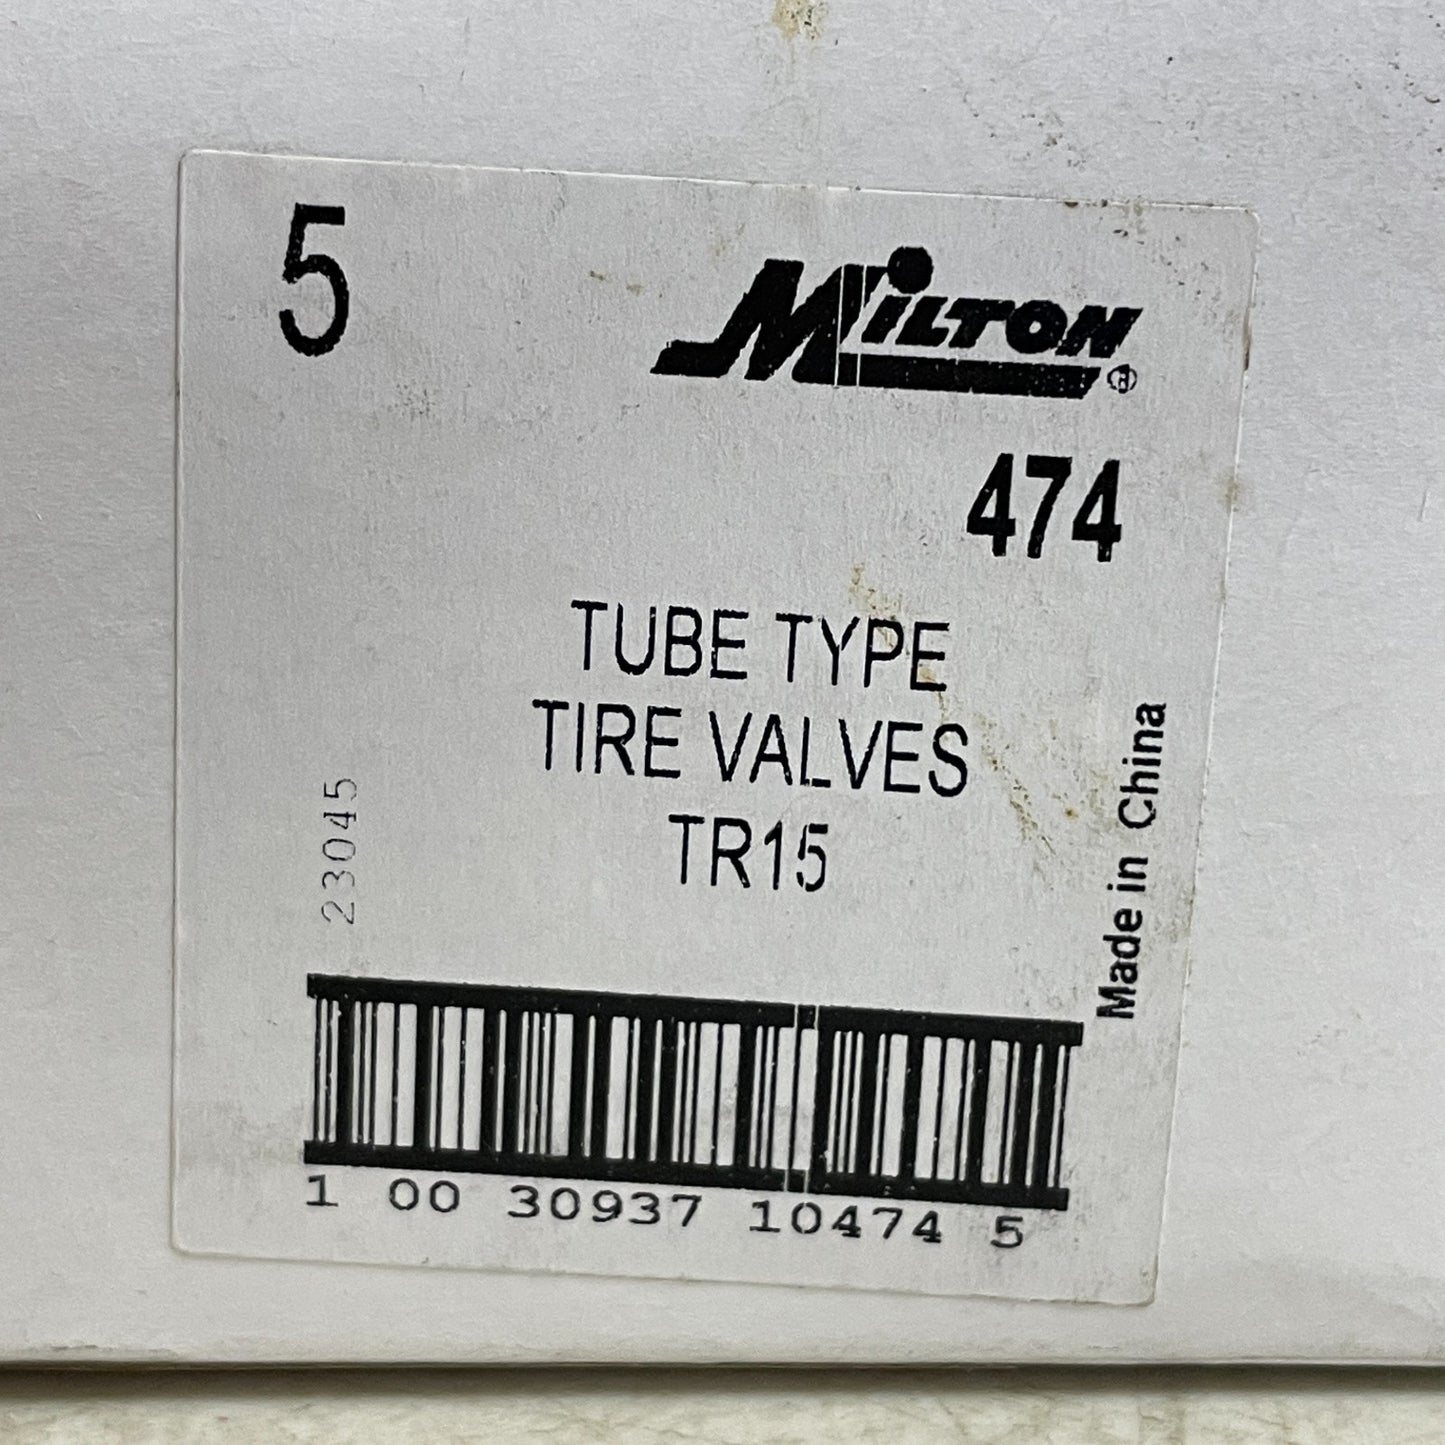 5
MILTON®
474
TUBE TYPE
TIRE VALVES
TR15
23045
Made in China
1 00 30937 10474 5